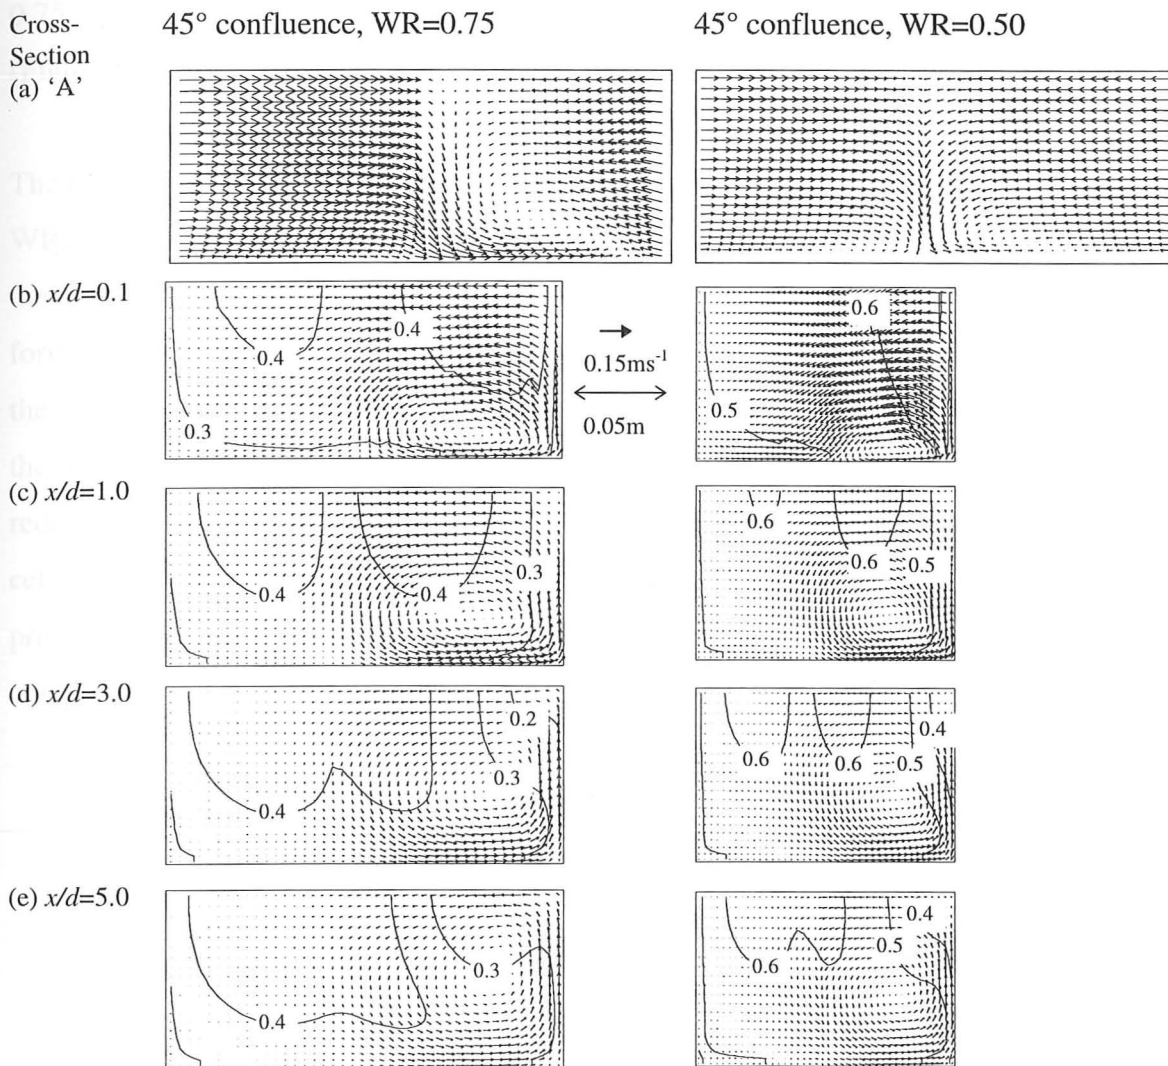 Cross-
Section
45° confluence, WR=0.75
45° confluence, WR=0.50
(a) ‘A’
(b) x/d=0.1
0.4
0.4
0.3
0.15ms⁻¹
0.05m
0.6
0.5
(c) x/d=1.0
0.4
0.4
0.3
0.6
0.6
0.5
(d) x/d=3.0
0.4
0.3
0.2
0.6
0.6
0.5
0.4
(e) x/d=5.0
0.4
0.3
0.6
0.5
0.4